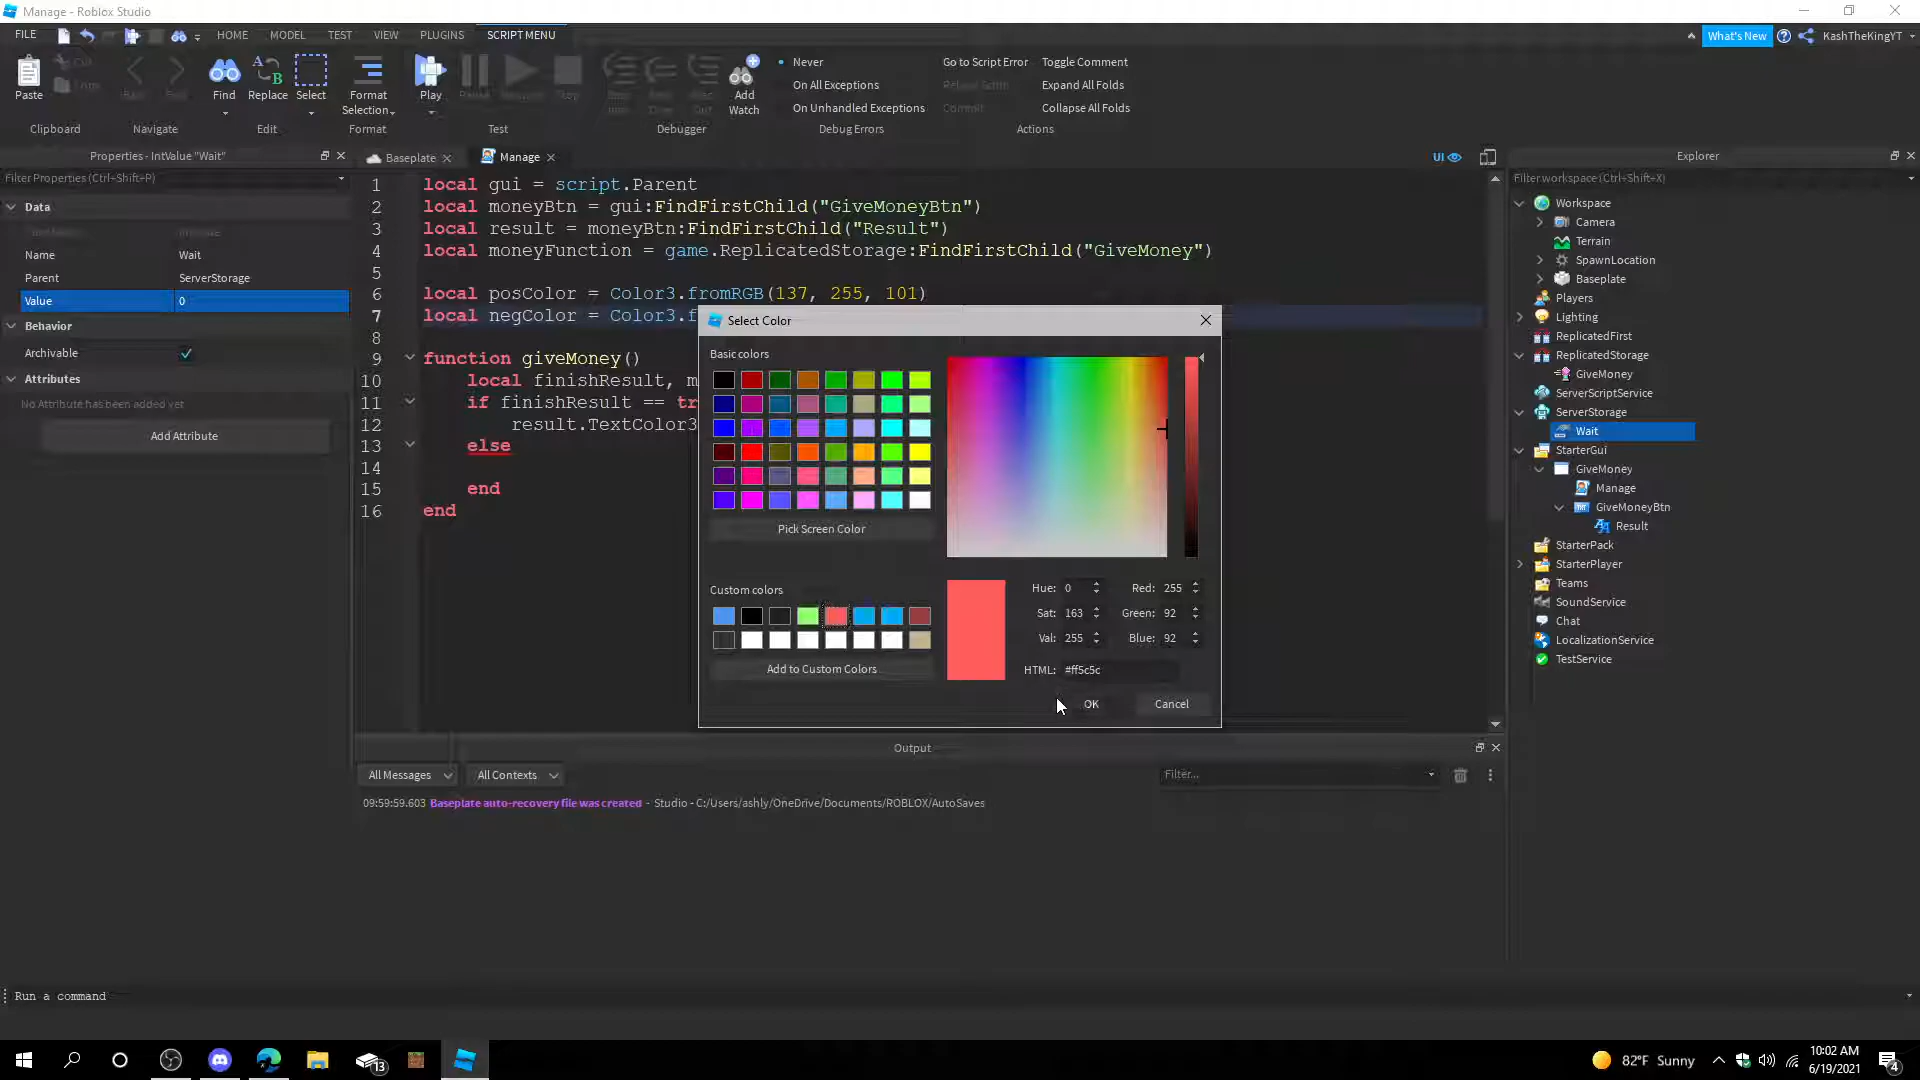 Manage - Roblox Studio
FILE HOME MODEL TEST VIEW PLUGINS SCRIPT MENU What's New KashTheKingYT
Paste Cut Copy Find Replace Select Format Selection Play Pause Stop Add Watch
Never
On All Exceptions
On Unhandled Exceptions
Go to Script Error
Reload Script
Commit
Toggle Comment
Expand All Folds
Collapse All Folds
Clipboard Navigate Edit Format Test Debugger Debug Errors Actions
Properties - IntValue "Wait"
Filter Properties (Ctrl+Shift+P)
Data
Name Wait
Parent ServerStorage
Value 0
Behavior
Archivable
Attributes
No Attribute has been added yet
Add Attribute
Baseplate Manage UI
1 local gui = script.Parent
2 local moneyBtn = gui:FindFirstChild("GiveMoneyBtn")
3 local result = moneyBtn:FindFirstChild("Result")
4 local moneyFunction = game.ReplicatedStorage:FindFirstChild("GiveMoney")
5
6 local posColor = Color3.fromRGB(137, 255, 101)
7 local negColor = Color3.f
8
9 function giveMoney()
10 local finishResult, m
11 if finishResult == tr
12 result.TextColor3
13 else
14
15 end
16 end
Select Color
Basic colors
Pick Screen Color
Custom colors
Add to Custom Colors
Hue: 0 Red: 255
Sat: 163 Green: 92
Val: 255 Blue: 92
HTML: #ff5c5c
OK Cancel
Output
All Messages All Contexts Filter...
09:59:59.603 Baseplate auto-recovery file was created - Studio - C:/Users/ashly/OneDrive/Documents/ROBLOX/AutoSaves
Explorer
Filter workspace (Ctrl+Shift+X)
Workspace
Camera
Terrain
SpawnLocation
Baseplate
Players
Lighting
ReplicatedFirst
ReplicatedStorage
GiveMoney
ServerScriptService
ServerStorage
Wait
StarterGui
GiveMoney
Manage
GiveMoneyBtn
Result
StarterPack
StarterPlayer
Teams
SoundService
Chat
LocalizationService
TestService
Run a command
13
82°F Sunny
10:02 AM
6/19/2021
4